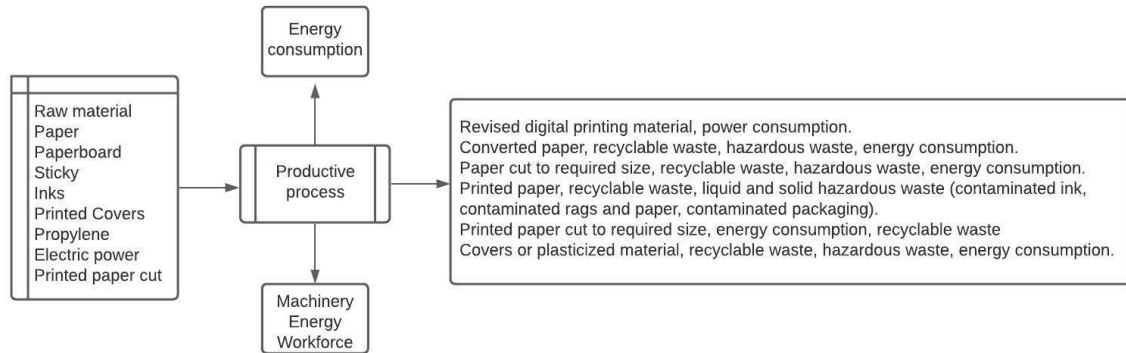 Energy
consumption
Raw material
Paper
Paperboard
Sticky
Inks
Printed Covers
Propylene
Electric power
Printed paper cut
Productive
process
Revised digital printing material, power consumption.
Converted paper, recyclable waste, hazardous waste, energy consumption.
Paper cut to required size, recyclable waste, hazardous waste, energy consumption.
Printed paper, recyclable waste, liquid and solid hazardous waste (contaminated ink,
contaminated rags and paper, contaminated packaging).
Printed paper cut to required size, energy consumption, recyclable waste
Covers or plasticized material, recyclable waste, hazardous waste, energy consumption.
Machinery
Energy
Workforce